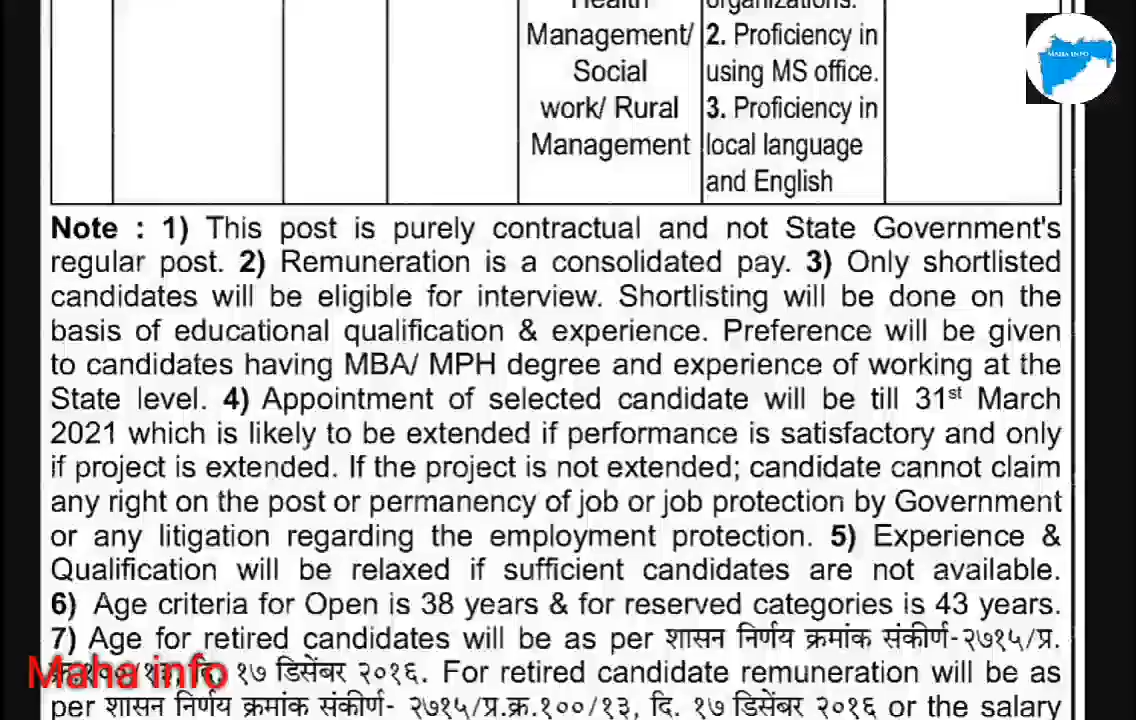 Health
organizations.
Management/
2. Proficiency in
Social
using MS office.
work/ Rural
3. Proficiency in
Management
local language
and English
MAHA INFO
Note : 1) This post is purely contractual and not State Government's
regular post. 2) Remuneration is a consolidated pay. 3) Only shortlisted
candidates will be eligible for interview. Shortlisting will be done on the
basis of educational qualification & experience. Preference will be given
to candidates having MBA/ MPH degree and experience of working at the
State level. 4) Appointment of selected candidate will be till 31st March
2021 which is likely to be extended if performance is satisfactory and only
if project is extended. If the project is not extended; candidate cannot claim
any right on the post or permanency of job or job protection by Government
or any litigation regarding the employment protection. 5) Experience &
Qualification will be relaxed if sufficient candidates are not available.
6) Age criteria for Open is 38 years & for reserved categories is 43 years.
7) Age for retired candidates will be as per शासन निर्णय क्रमांक संकीर्ण-२७१५/प्र.
Maha info
दि. १७ डिसेंबर २०१६. For retired candidate remuneration will be as
per शासन निर्णय क्रमांक संकीर्ण- २७१५/प्र.क्र.१००/१३, दि. १७ डिसेंबर २०१६ or the salary